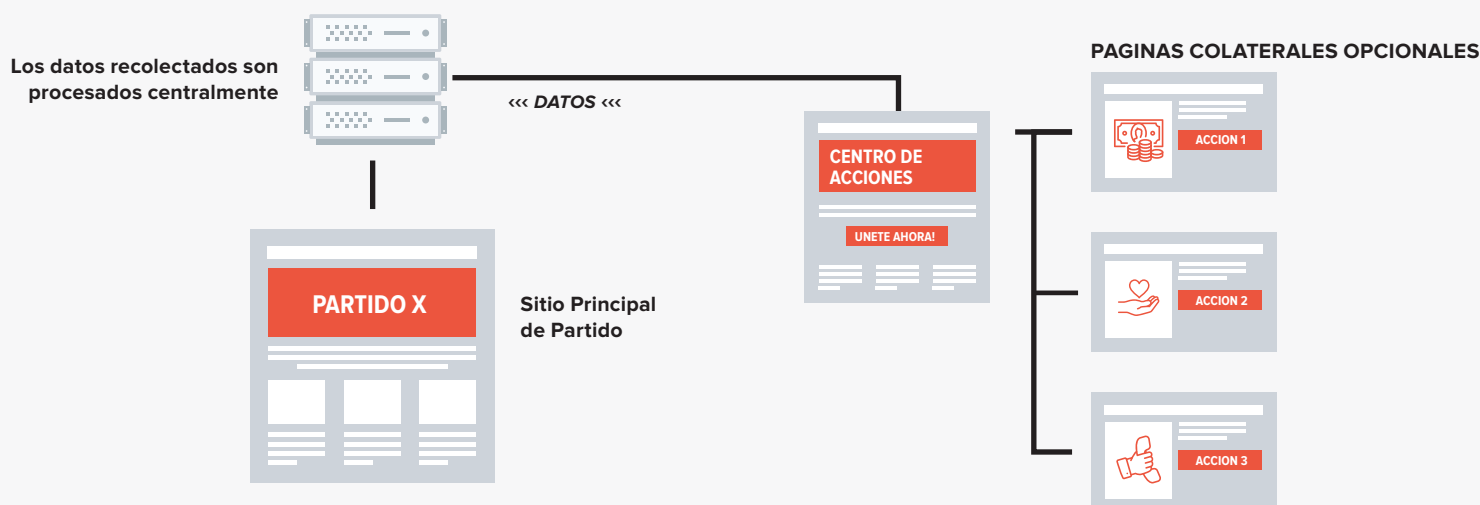 Los datos recolectados son
procesados centralmente
‹‹‹ DATOS ‹‹‹
PARTIDO X
Sitio Principal
de Partido
CENTRO DE
ACCIONES
UNETE AHORA!
PAGINAS COLATERALES OPCIONALES
ACCION 1
ACCION 2
ACCION 3